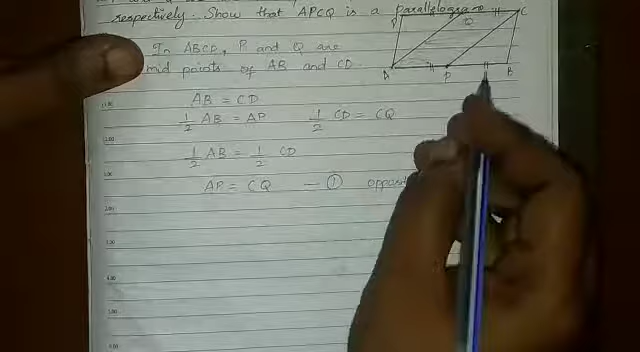 respectively. Show that APCQ is a parallelogram
In ABCD, P and Q are
mid points of AB and CD.
AB = CD
1/2 AB = AP 1/2 CD = CQ
1/2 AB = 1/2 CD
AP = CQ — ①
D Q C
A P B